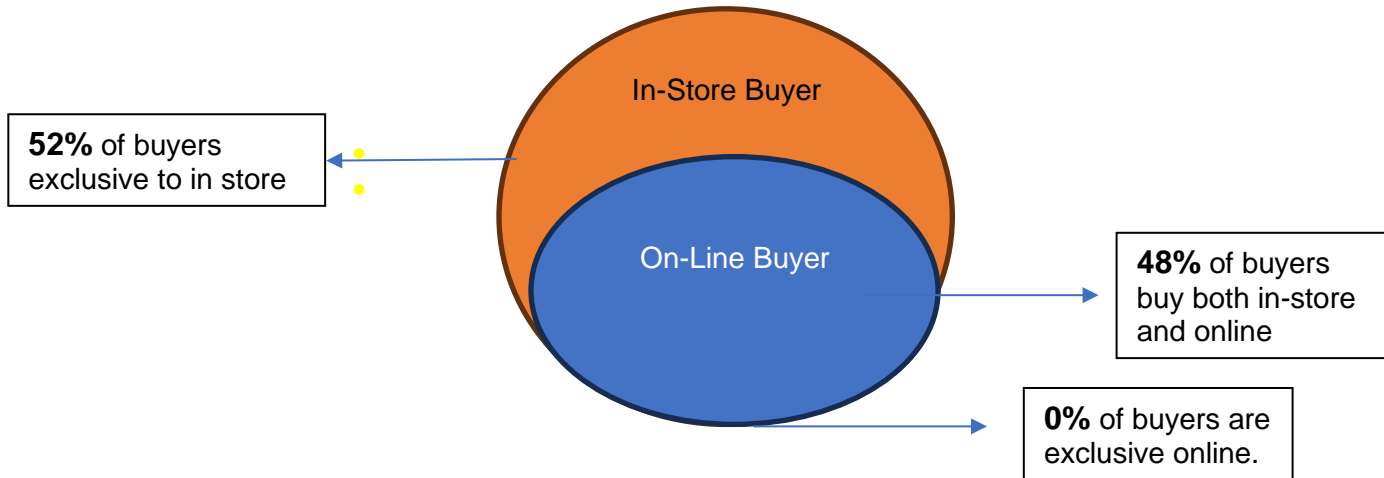 In-Store Buyer
52% of buyers
exclusive to in store
On-Line Buyer
48% of buyers
buy both in-store
and online
0% of buyers are
exclusive online.